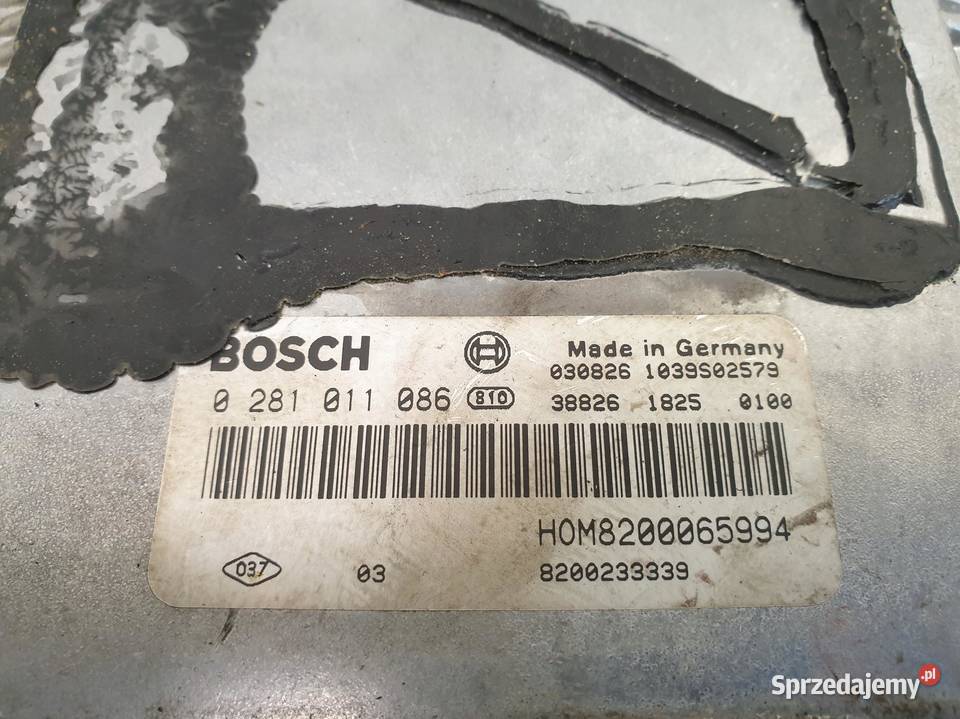 BOSCH Made in Germany
030826 1039S02579
0 281 011 086 810 38826 1825 0100
HOM8200065994
037 03 8200233339
Sprzedajemy.pl